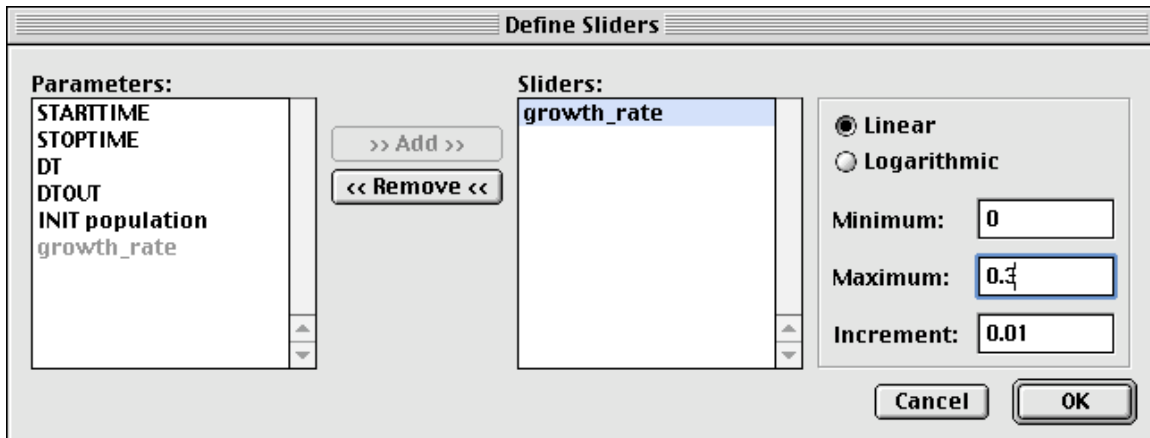 Define Sliders
Parameters:
STARTTIME
STOPTIME
DT
DTOUT
INIT population
growth_rate
>> Add >>
<< Remove <<
Sliders:
growth_rate
Linear
Logarithmic
Minimum: 0
Maximum: 0.3
Increment: 0.01
Cancel
OK